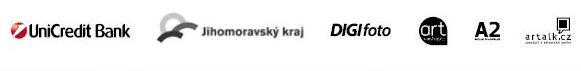 UniCredit Bank
Jihomoravský kraj
DIGIfoto
art
A2
artalk.cz